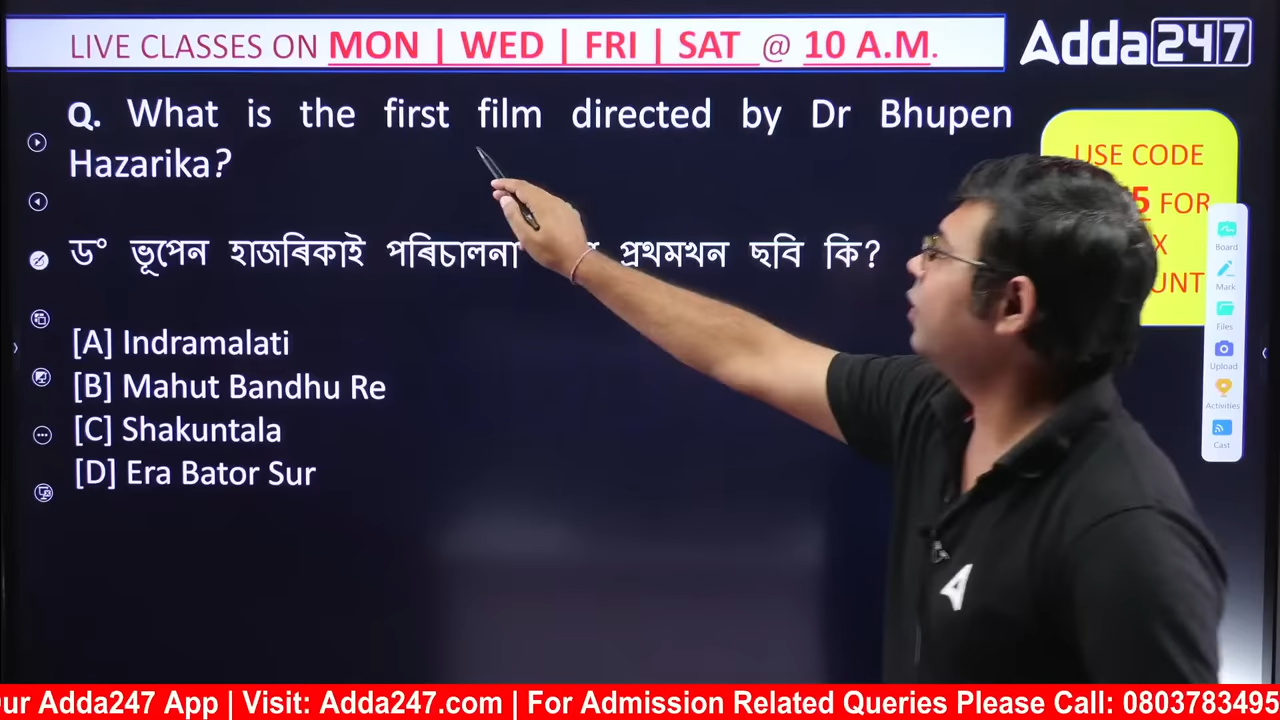 LIVE CLASSES ON MON | WED | FRI | SAT @ 10 A.M.
Adda247
Q. What is the first film directed by Dr Bhupen
Hazarika?
USE CODE
5 FOR
X
UNT
ড° ভূপেন হাজৰিকাই পৰিচালনা প্ৰথমখন ছবি কি?
[A] Indramalati
[B] Mahut Bandhu Re
[C] Shakuntala
[D] Era Bator Sur
Board
Mark
Files
Upload
Activities
Cast
ur Adda247 App | Visit: Adda247.com | For Admission Related Queries Please Call: 0803783495